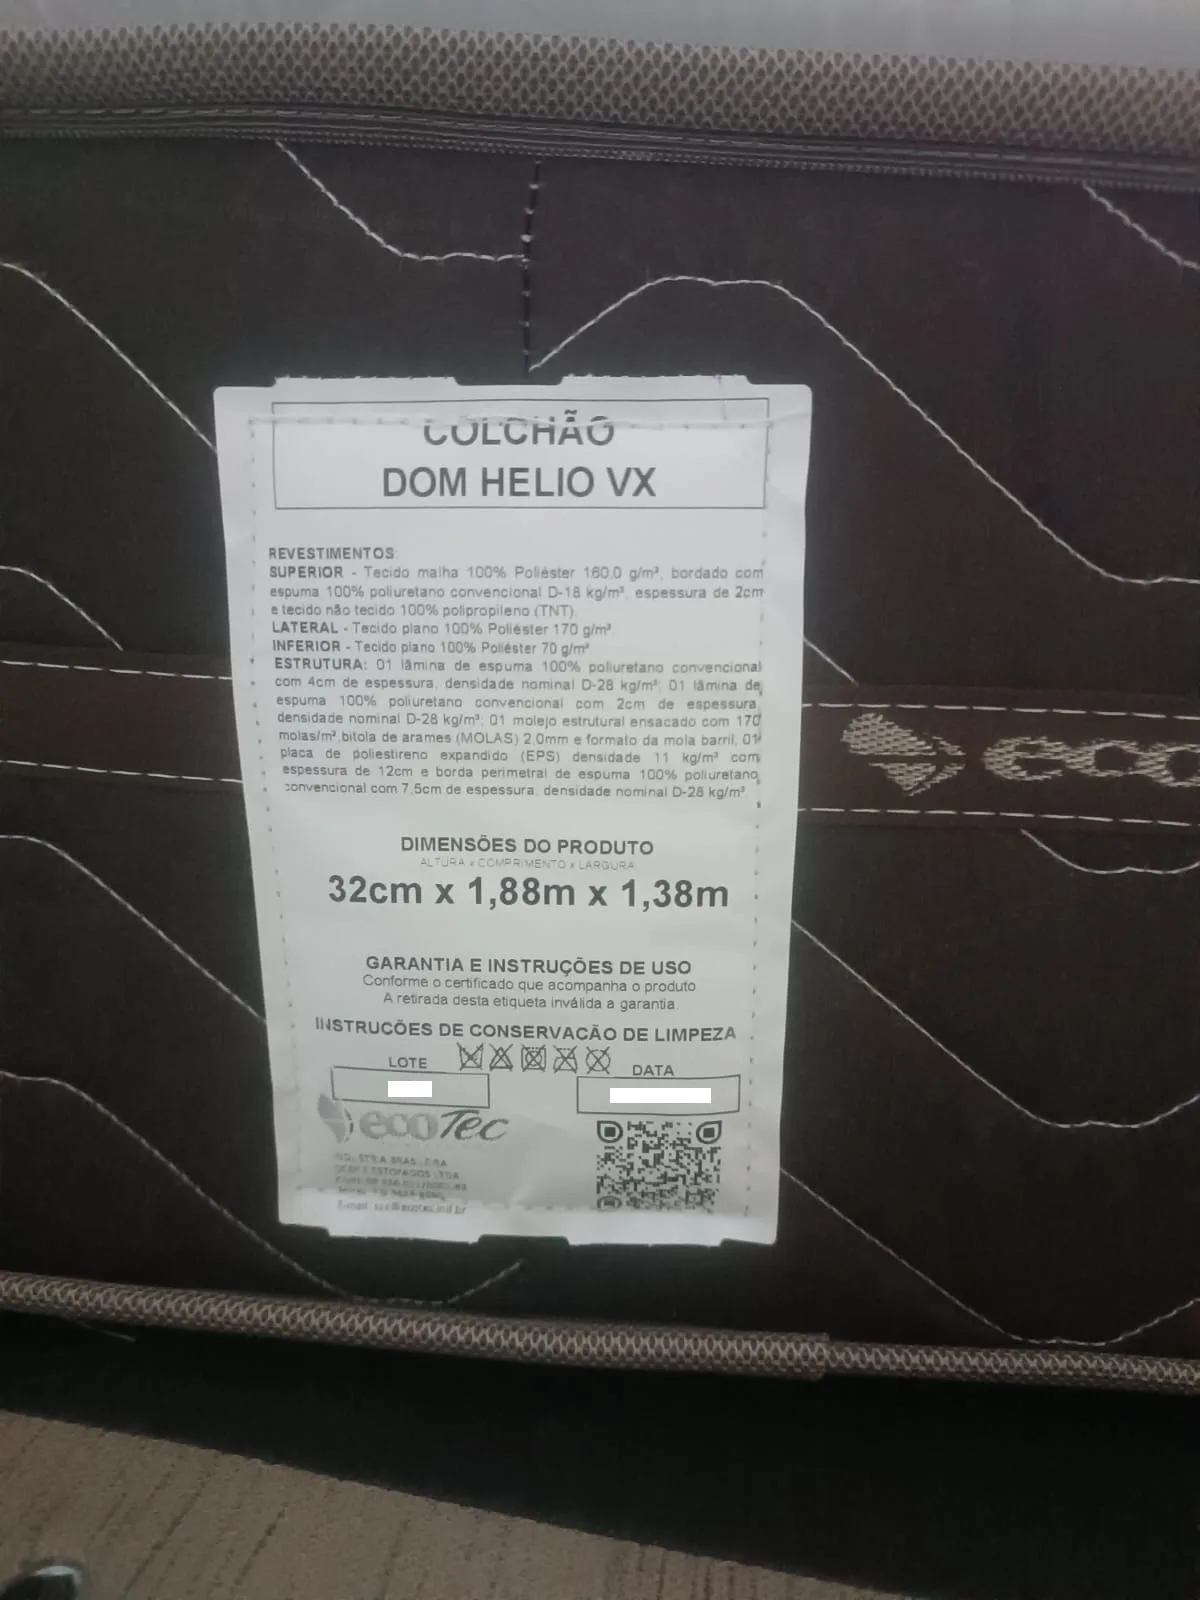 COLCHÃO
DOM HELIO VX
REVESTIMENTOS:
SUPERIOR - Tecido malha 100% Poliéster 160,0 g/m², bordado com
espuma 100% poliuretano convencional D-18 kg/m³, espessura de 2cm
e tecido não tecido 100% polipropileno (TNT).
LATERAL - Tecido plano 100% Poliéster 170 g/m²
INFERIOR - Tecido plano 100% Poliéster 70 g/m²
ESTRUTURA: 01 lâmina de espuma 100% poliuretano convencional
com 4cm de espessura, densidade nominal D-28 kg/m³; 01 lâmina de
espuma 100% poliuretano convencional com 2cm de espessura,
densidade nominal D-28 kg/m³; 01 molejo estrutural ensacado com 170
molas/m², bitola de arames (MOLAS) 2,0mm e formato da mola barril; 01
placa de poliestireno expandido (EPS) densidade 11 kg/m³ com
espessura de 12cm e borda perimetral de espuma 100% poliuretano
convencional com 7,5cm de espessura, densidade nominal D-28 kg/m³
DIMENSÕES DO PRODUTO
ALTURA x COMPRIMENTO x LARGURA
32cm x 1,88m x 1,38m
GARANTIA E INSTRUÇÕES DE USO
Conforme o certificado que acompanha o produto
A retirada desta etiqueta inválida a garantia.
INSTRUCÕES DE CONSERVACÃO DE LIMPEZA
LOTE
DATA
ecoTec
INDÚSTRIA BRASILEIRA
ESTOFADOS LTDA
eco